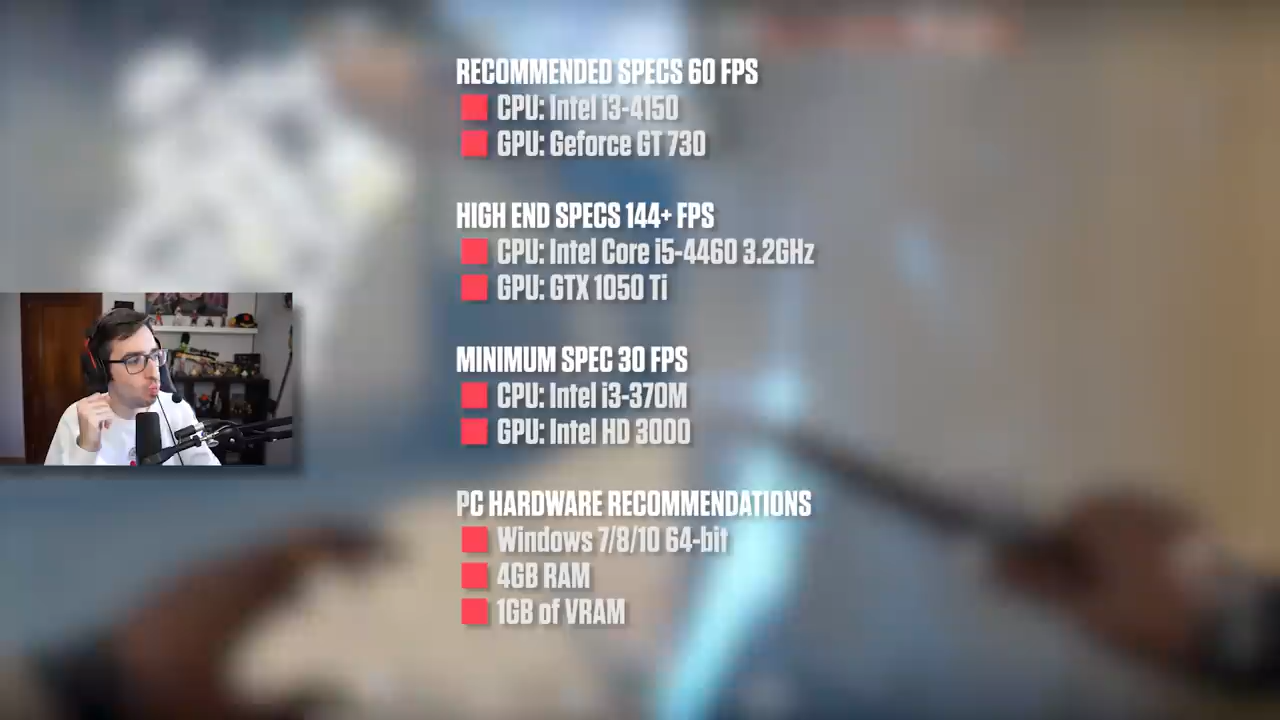 RECOMMENDED SPECS 60 FPS
CPU: Intel i3-4150
GPU: Geforce GT 730
HIGH END SPECS 144+ FPS
CPU: Intel Core i5-4460 3.2GHz
GPU: GTX 1050 Ti
MINIMUM SPEC 30 FPS
CPU: Intel i3-370M
GPU: Intel HD 3000
PC HARDWARE RECOMMENDATIONS
Windows 7/8/10 64-bit
4GB RAM
1GB of VRAM